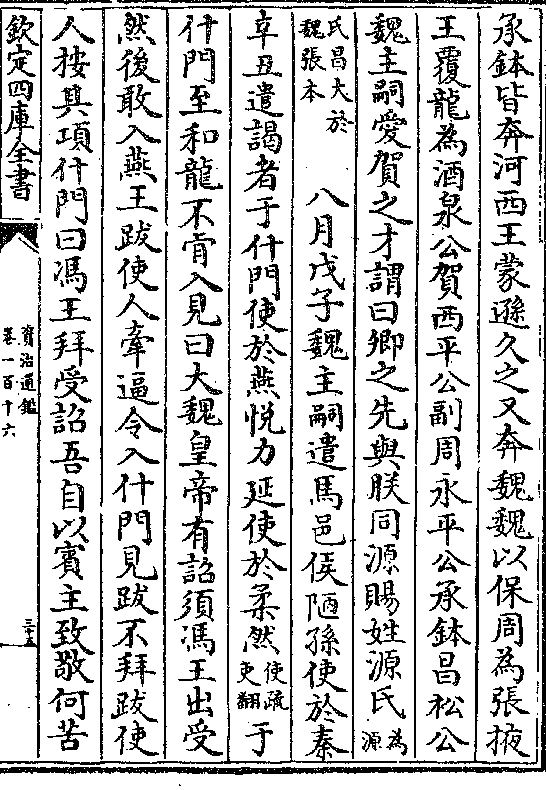 承鉢皆奔河西王蒙遜久之又奔魏魏以保周為張掖
王覆龍為酒泉公賀西平公副周永平公承鉢昌松公
魏主嗣愛賀之才謂曰卿之先與朕同源賜姓源氏為源
氏昌大於魏張本 八月戊子魏主嗣遣馬邑侯陋孫使於秦
辛丑遣謁者于什門使於燕悅力延使於柔然使疏吏翻于
什門至和龍不肯入見曰大魏皇帝有詔須馮王出受
然後敢入燕王跋使人牽逼令入什門見跋不拜跋使
人按其項什門曰馮王拜受詔吾自以賓主致敬何苦
欽定四庫全書
資治通鑑
卷一百十六
三十五